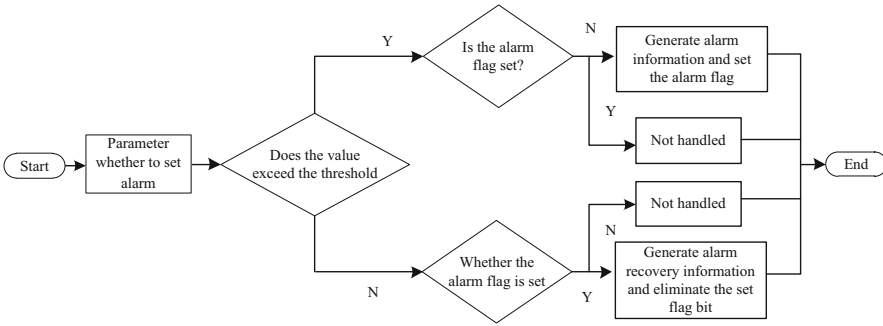 Start
Parameter
whether to set
alarm
Does the value
exceed the threshold
Y
Is the alarm
flag set?
N
Generate alarm
information and set
the alarm flag
Y
Not handled
End
N
Whether the
alarm flag is set
Not handled
N
Y
Generate alarm
recovery information
and eliminate the set
flag bit